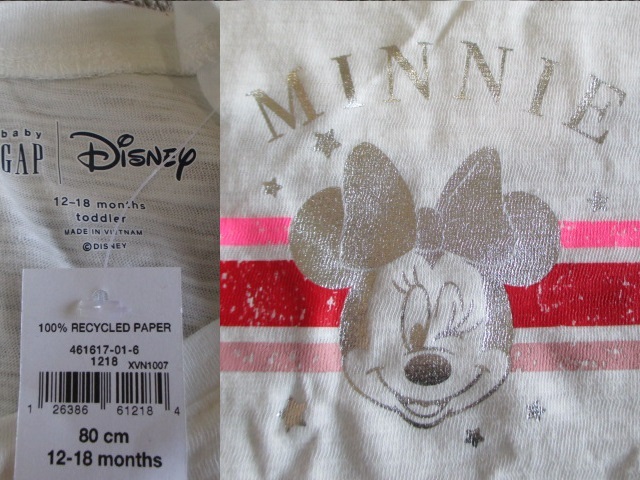 baby
GAP | Disney
12-18 months
toddler
MADE IN VIETNAM
©DISNEY
100% RECYCLED PAPER
461617-01-6
1218 XVN1007
1 26386 61218 4
80 cm
12-18 months
MINNIE